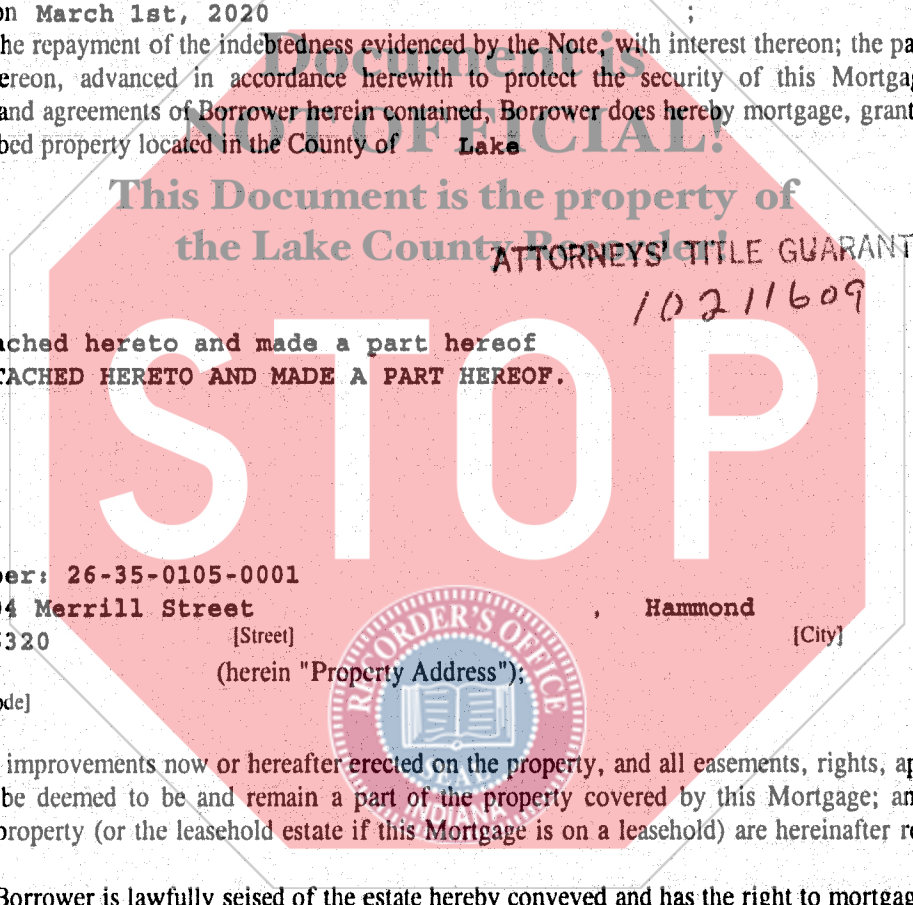 on March 1st, 2020 ;
he repayment of the indebtedness evidenced by the Note, with interest thereon; the pa
ereon, advanced in accordance herewith to protect the security of this Mortga
and agreements of Borrower herein contained, Borrower does hereby mortgage, grant
bed property located in the County of Lake
Document is
NOT OFFICIAL!
This Document is the property of
the Lake County Recorder!
ATTORNEYS' TITLE GUARANT
10211609
ached hereto and made a part hereof
TACHED HERETO AND MADE A PART HEREOF.
STOP
er: 26-35-0105-0001
4 Merrill Street , Hammond
320 [Street] [City]
(herein "Property Address");
ode]
RECORDER'S OFFICE
SEAL
INDIANA
improvements now or hereafter erected on the property, and all easements, rights, ap
be deemed to be and remain a part of the property covered by this Mortgage; an
property (or the leasehold estate if this Mortgage is on a leasehold) are hereinafter re
Borrower is lawfully seised of the estate hereby conveyed and has the right to mortgag